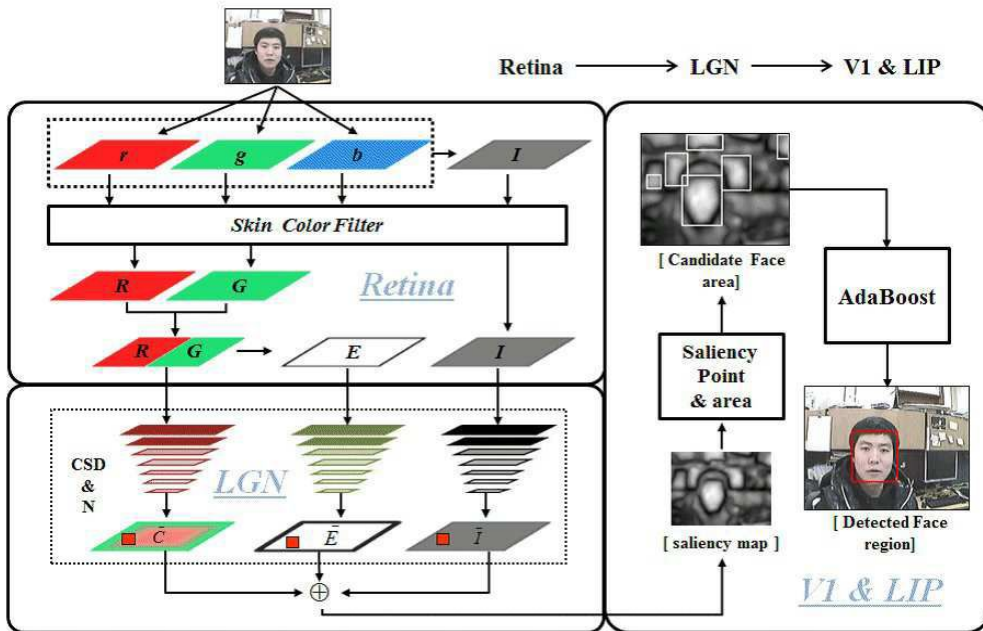 Retina LGN V1 & LIP
r g b I
Skin Color Filter
R G
Retina
R G E I
CSD
&
N
LGN
C̄ Ē Ī
⊕
[ Candidate Face
area]
AdaBoost
Saliency
Point
& area
[ saliency map ]
[ Detected Face
region]
V1 & LIP